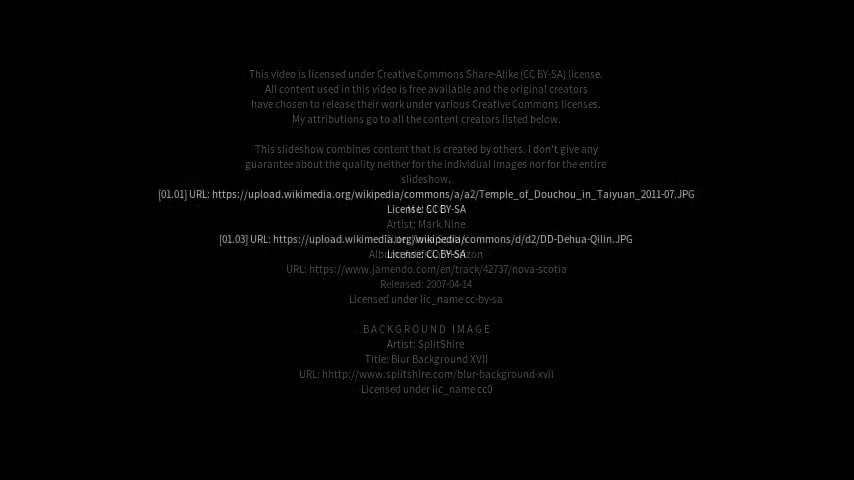 This video is licensed under Creative Commons Share-Alike (CC BY-SA) license.
All content used in this video is free available and the original creators
have chosen to release their work under various Creative Commons licenses.
My attributions go to all the content creators listed below.
This slideshow combines content that is created by others. I don't give any
guarantee about the quality neither for the individual images nor for the entire
slideshow.
[01.01] URL: https://upload.wikimedia.org/wikipedia/commons/a/a2/Temple_of_Douchou_in_Taiyuan_2011-07.JPG
License: CC BY-SA
Artist: Mark.Nine
[01.03] URL: https://upload.wikimedia.org/wikipedia/commons/d/d2/DD-Dehua-Qilin.JPG
License: CC BY-SA
URL: https://www.jamendo.com/en/track/42737/nova-scotia
Released: 2007-04-14
Licensed under lic_name cc-by-sa
BACKGROUND IMAGE
Artist: SplitShire
Title: Blur Background XVII
URL: hhttp://www.splitshire.com/blur-background-xvii
Licensed under lic_name cc0